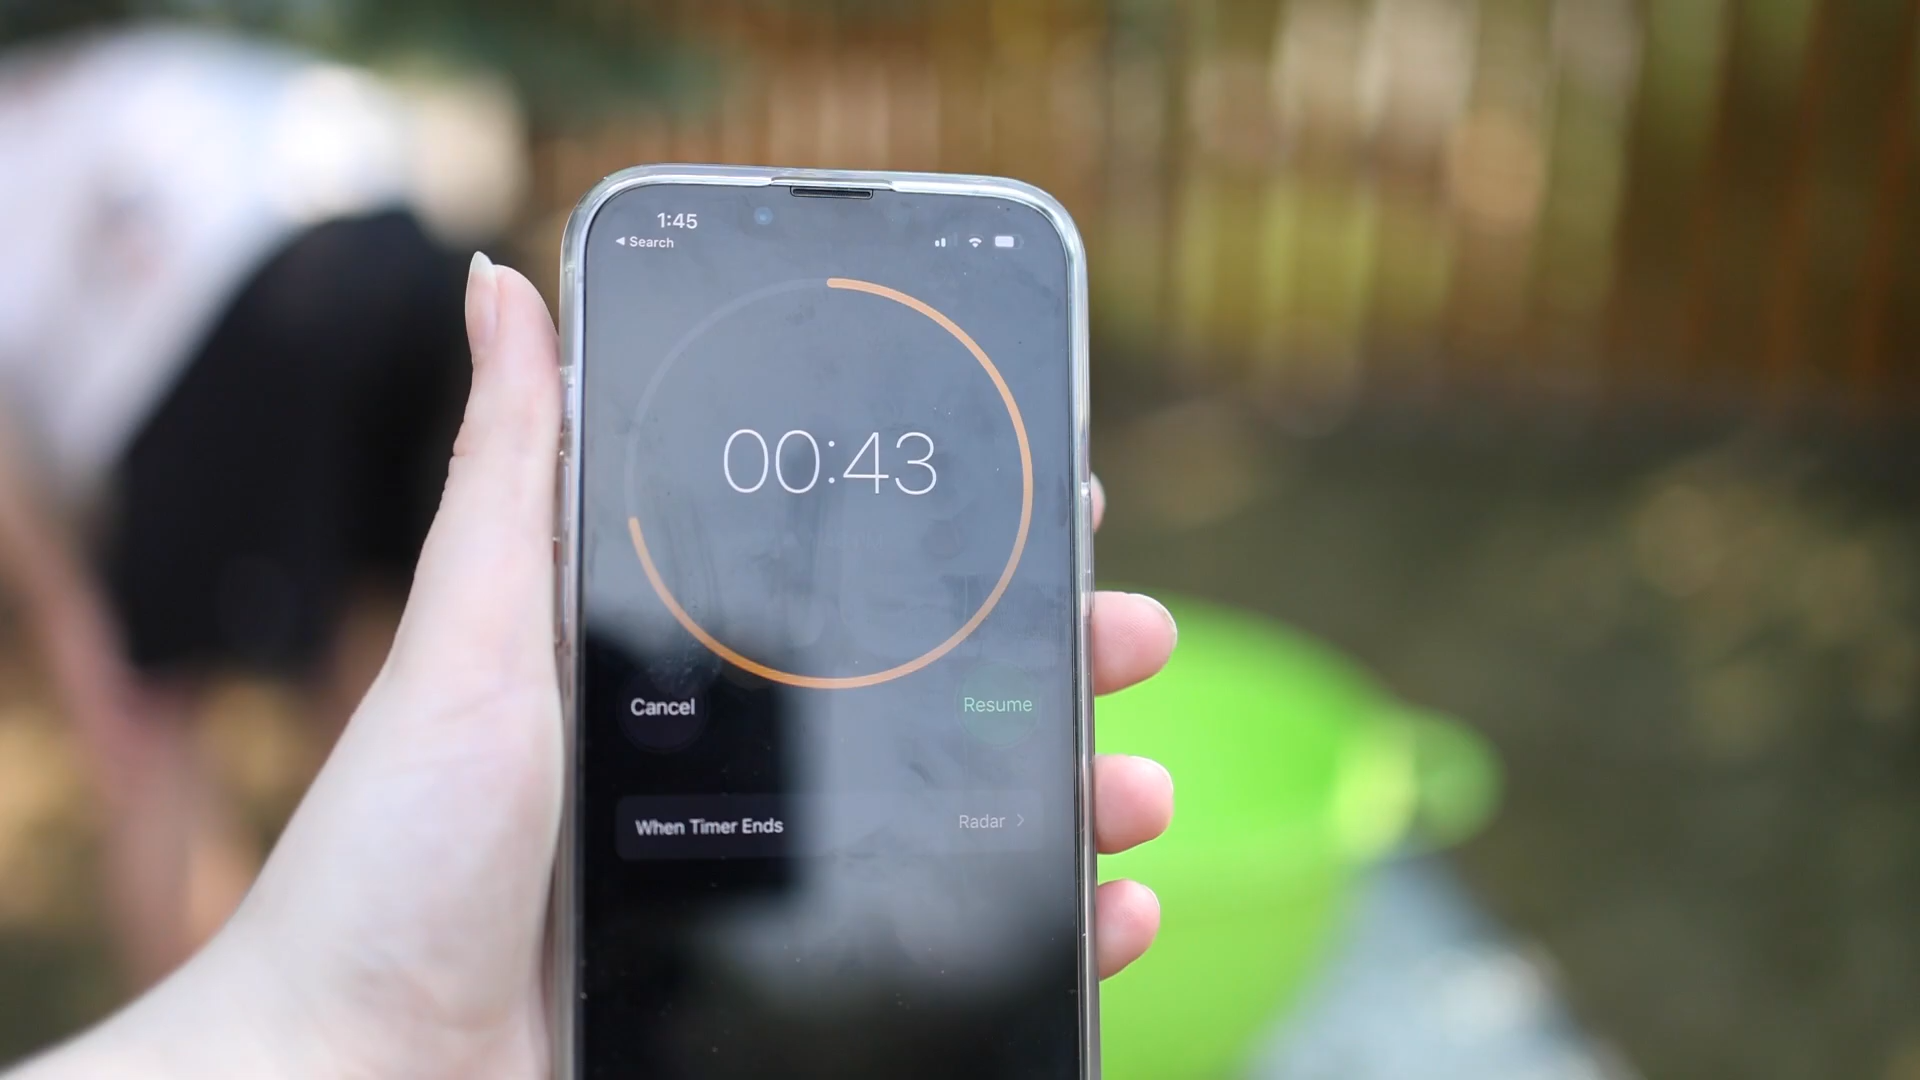 1:45
◀ Search
00:43
Cancel
Resume
When Timer Ends
Radar >